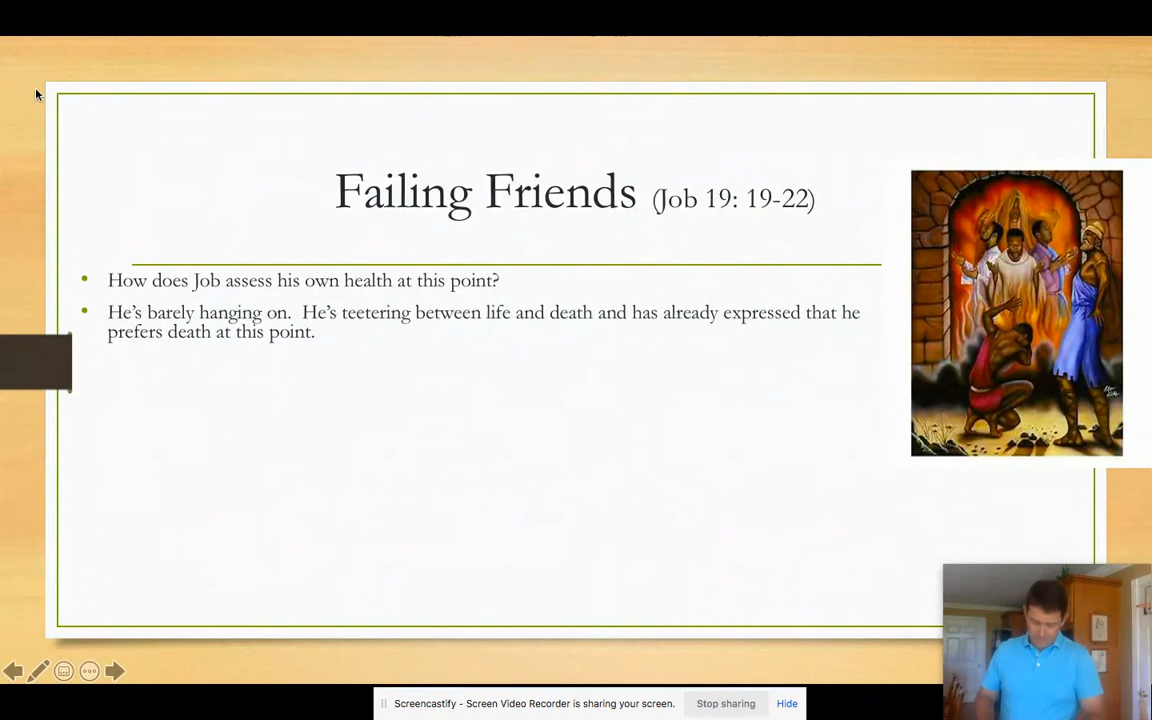 Failing Friends (Job 19: 19-22)
• How does Job assess his own health at this point?
• He’s barely hanging on.  He’s teetering between life and death and has already expressed that he
prefers death at this point.
Screencastify - Screen Video Recorder is sharing your screen. Stop sharing Hide